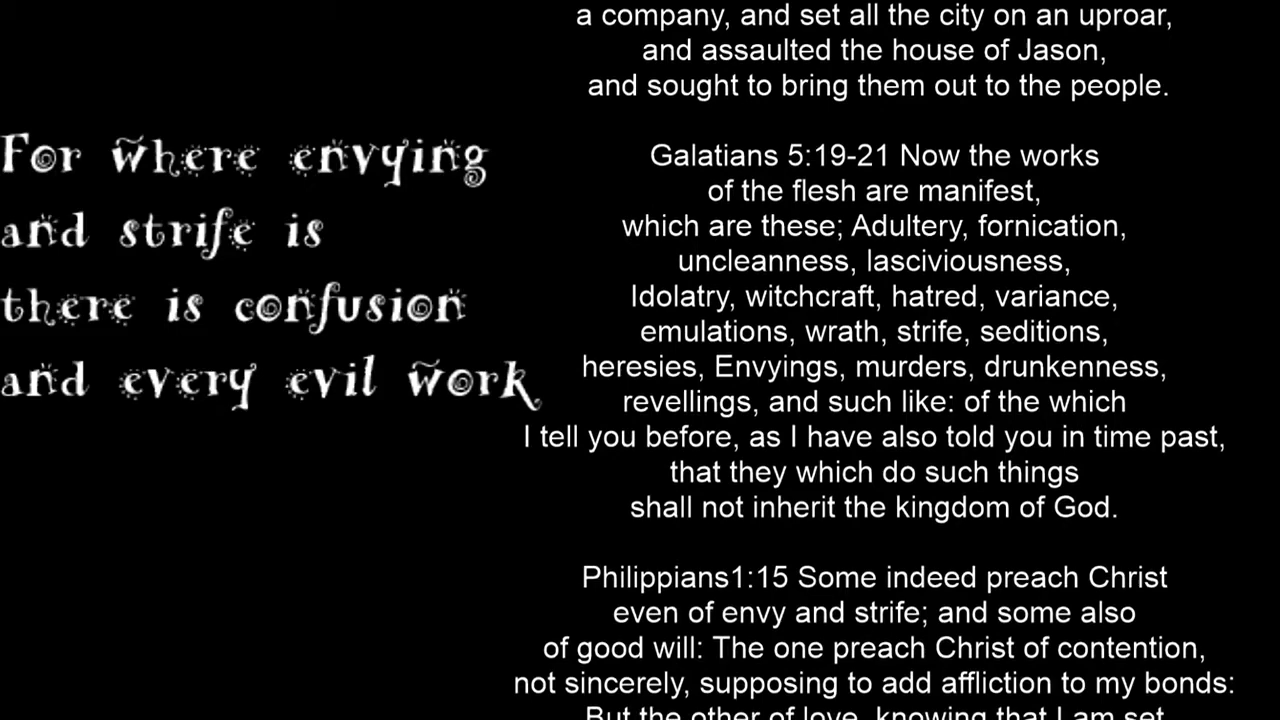 For where envying
and strife is
there is confusion
and every evil work
a company, and set all the city on an uproar,
and assaulted the house of Jason,
and sought to bring them out to the people.
Galatians 5:19-21 Now the works
of the flesh are manifest,
which are these; Adultery, fornication,
uncleanness, lasciviousness,
Idolatry, witchcraft, hatred, variance,
emulations, wrath, strife, seditions,
heresies, Envyings, murders, drunkenness,
revellings, and such like: of the which
I tell you before, as I have also told you in time past,
that they which do such things
shall not inherit the kingdom of God.
Philippians1:15 Some indeed preach Christ
even of envy and strife; and some also
of good will: The one preach Christ of contention,
not sincerely, supposing to add affliction to my bonds:
But the other of love, knowing that I am set